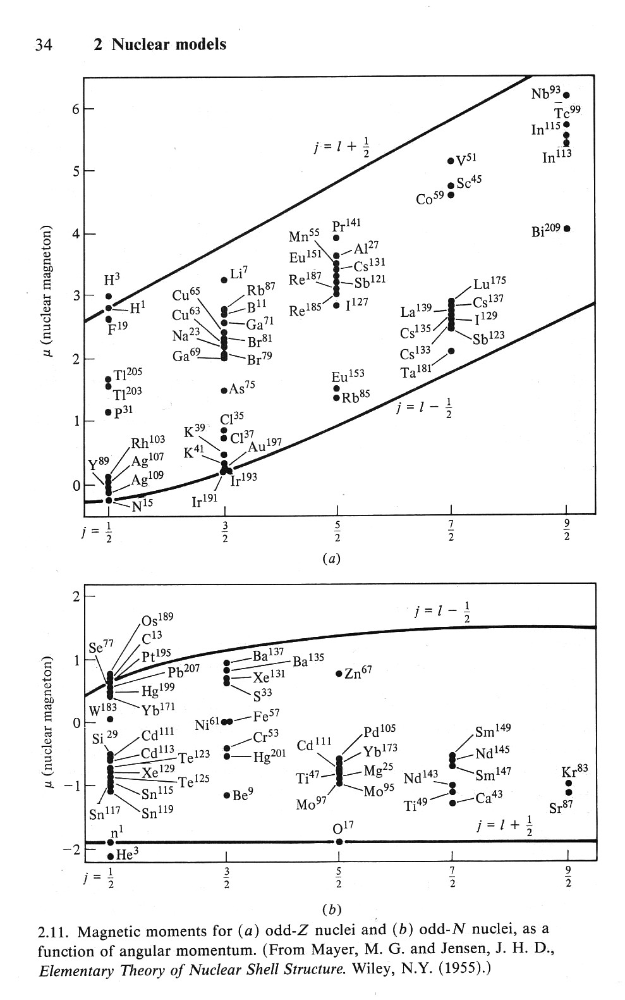 34 2 Nuclear models
6
5
4
3
2
1
0
μ (nuclear magneton)
j = l + 1/2
j = l − 1/2
H³
H¹
F¹⁹
Tl²⁰⁵
Tl²⁰³
P³¹
Rh¹⁰³
Y⁸⁹
Ag¹⁰⁷
Ag¹⁰⁹
N¹⁵
Li⁷
Cu⁶⁵
Rb⁸⁷
B¹¹
Cu⁶³
Ga⁷¹
Na²³
Br⁸¹
Ga⁶⁹
Br⁷⁹
As⁷⁵
Cl³⁵
K³⁹
Cl³⁷
K⁴¹
Au¹⁹⁷
Ir¹⁹³
Ir¹⁹¹
Pr¹⁴¹
Mn⁵⁵
Al²⁷
Eu¹⁵¹
Cs¹³¹
Re¹⁸⁷
Sb¹²¹
Re¹⁸⁵
I¹²⁷
Eu¹⁵³
Rb⁸⁵
V⁵¹
Sc⁴⁵
Co⁵⁹
Lu¹⁷⁵
La¹³⁹
Cs¹³⁷
I¹²⁹
Cs¹³⁵
Sb¹²³
Cs¹³³
Ta¹⁸¹
Nb⁹³
Tc⁹⁹
In¹¹⁵
In¹¹³
Bi²⁰⁹
j = 1/2 3/2 5/2 7/2 9/2
(a)
2
1
0
−1
−2
μ (nuclear magneton)
j = l − 1/2
j = l + 1/2
Os¹⁸⁹
C¹³
Se⁷⁷
Pt¹⁹⁵
Pb²⁰⁷
Hg¹⁹⁹
W¹⁸³
Yb¹⁷¹
Si²⁹
Cd¹¹¹
Cd¹¹³
Te¹²³
Xe¹²⁹
Te¹²⁵
Sn¹¹⁵
Sn¹¹⁷
Sn¹¹⁹
n¹
He³
Ba¹³⁷
Ba¹³⁵
Xe¹³¹
S³³
Ni⁶¹
Fe⁵⁷
Cr⁵³
Hg²⁰¹
Be⁹
Zn⁶⁷
Pd¹⁰⁵
Cd¹¹¹
Yb¹⁷³
Ti⁴⁷
Mg²⁵
Mo⁹⁵
Mo⁹⁷
O¹⁷
Sm¹⁴⁹
Nd¹⁴⁵
Nd¹⁴³
Sm¹⁴⁷
Ti⁴⁹
Ca⁴³
Kr⁸³
Sr⁸⁷
j = 1/2 3/2 5/2 7/2 9/2
(b)
2.11. Magnetic moments for (a) odd-Z nuclei and (b) odd-N nuclei, as a
function of angular momentum. (From Mayer, M. G. and Jensen, J. H. D.,
Elementary Theory of Nuclear Shell Structure. Wiley, N.Y. (1955).)